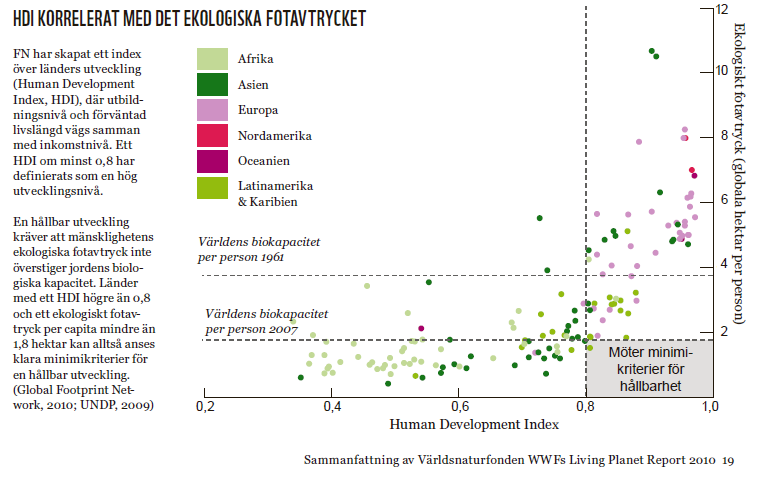 HDI KORRELERAT MED DET EKOLOGISKA FOTAVTRYCKET
FN har skapat ett index
över länders utveckling
(Human Development
Index, HDI), där utbild-
ningsnivå och förväntad
livslängd vägs samman
med inkomstnivå. Ett
HDI om minst 0,8 har
definierats som en hög
utvecklingsnivå.
En hållbar utveckling
kräver att mänsklighetens
ekologiska fotavtryck inte
överstiger jordens biolo-
giska kapacitet. Länder
med ett HDI högre än 0,8
och ett ekologiskt fotav-
tryck per capita mindre än
1,8 hektar kan alltså anses
klara minimikriterier för
en hållbar utveckling.
(Global Footprint Net-
work, 2010; UNDP, 2009)
Afrika
Asien
Europa
Nordamerika
Oceanien
Latinamerika
& Karibien
Världens biokapacitet
per person 1961
Världens biokapacitet
per person 2007
Möter minimi-
kriterier för
hållbarhet
12
10
8
6
4
2
Ekologiskt fotavtryck (globala hektar per person)
0,2
0,4
0,6
0,8
1,0
Human Development Index
Sammanfattning av Världsnaturfonden WWFs Living Planet Report 2010 19